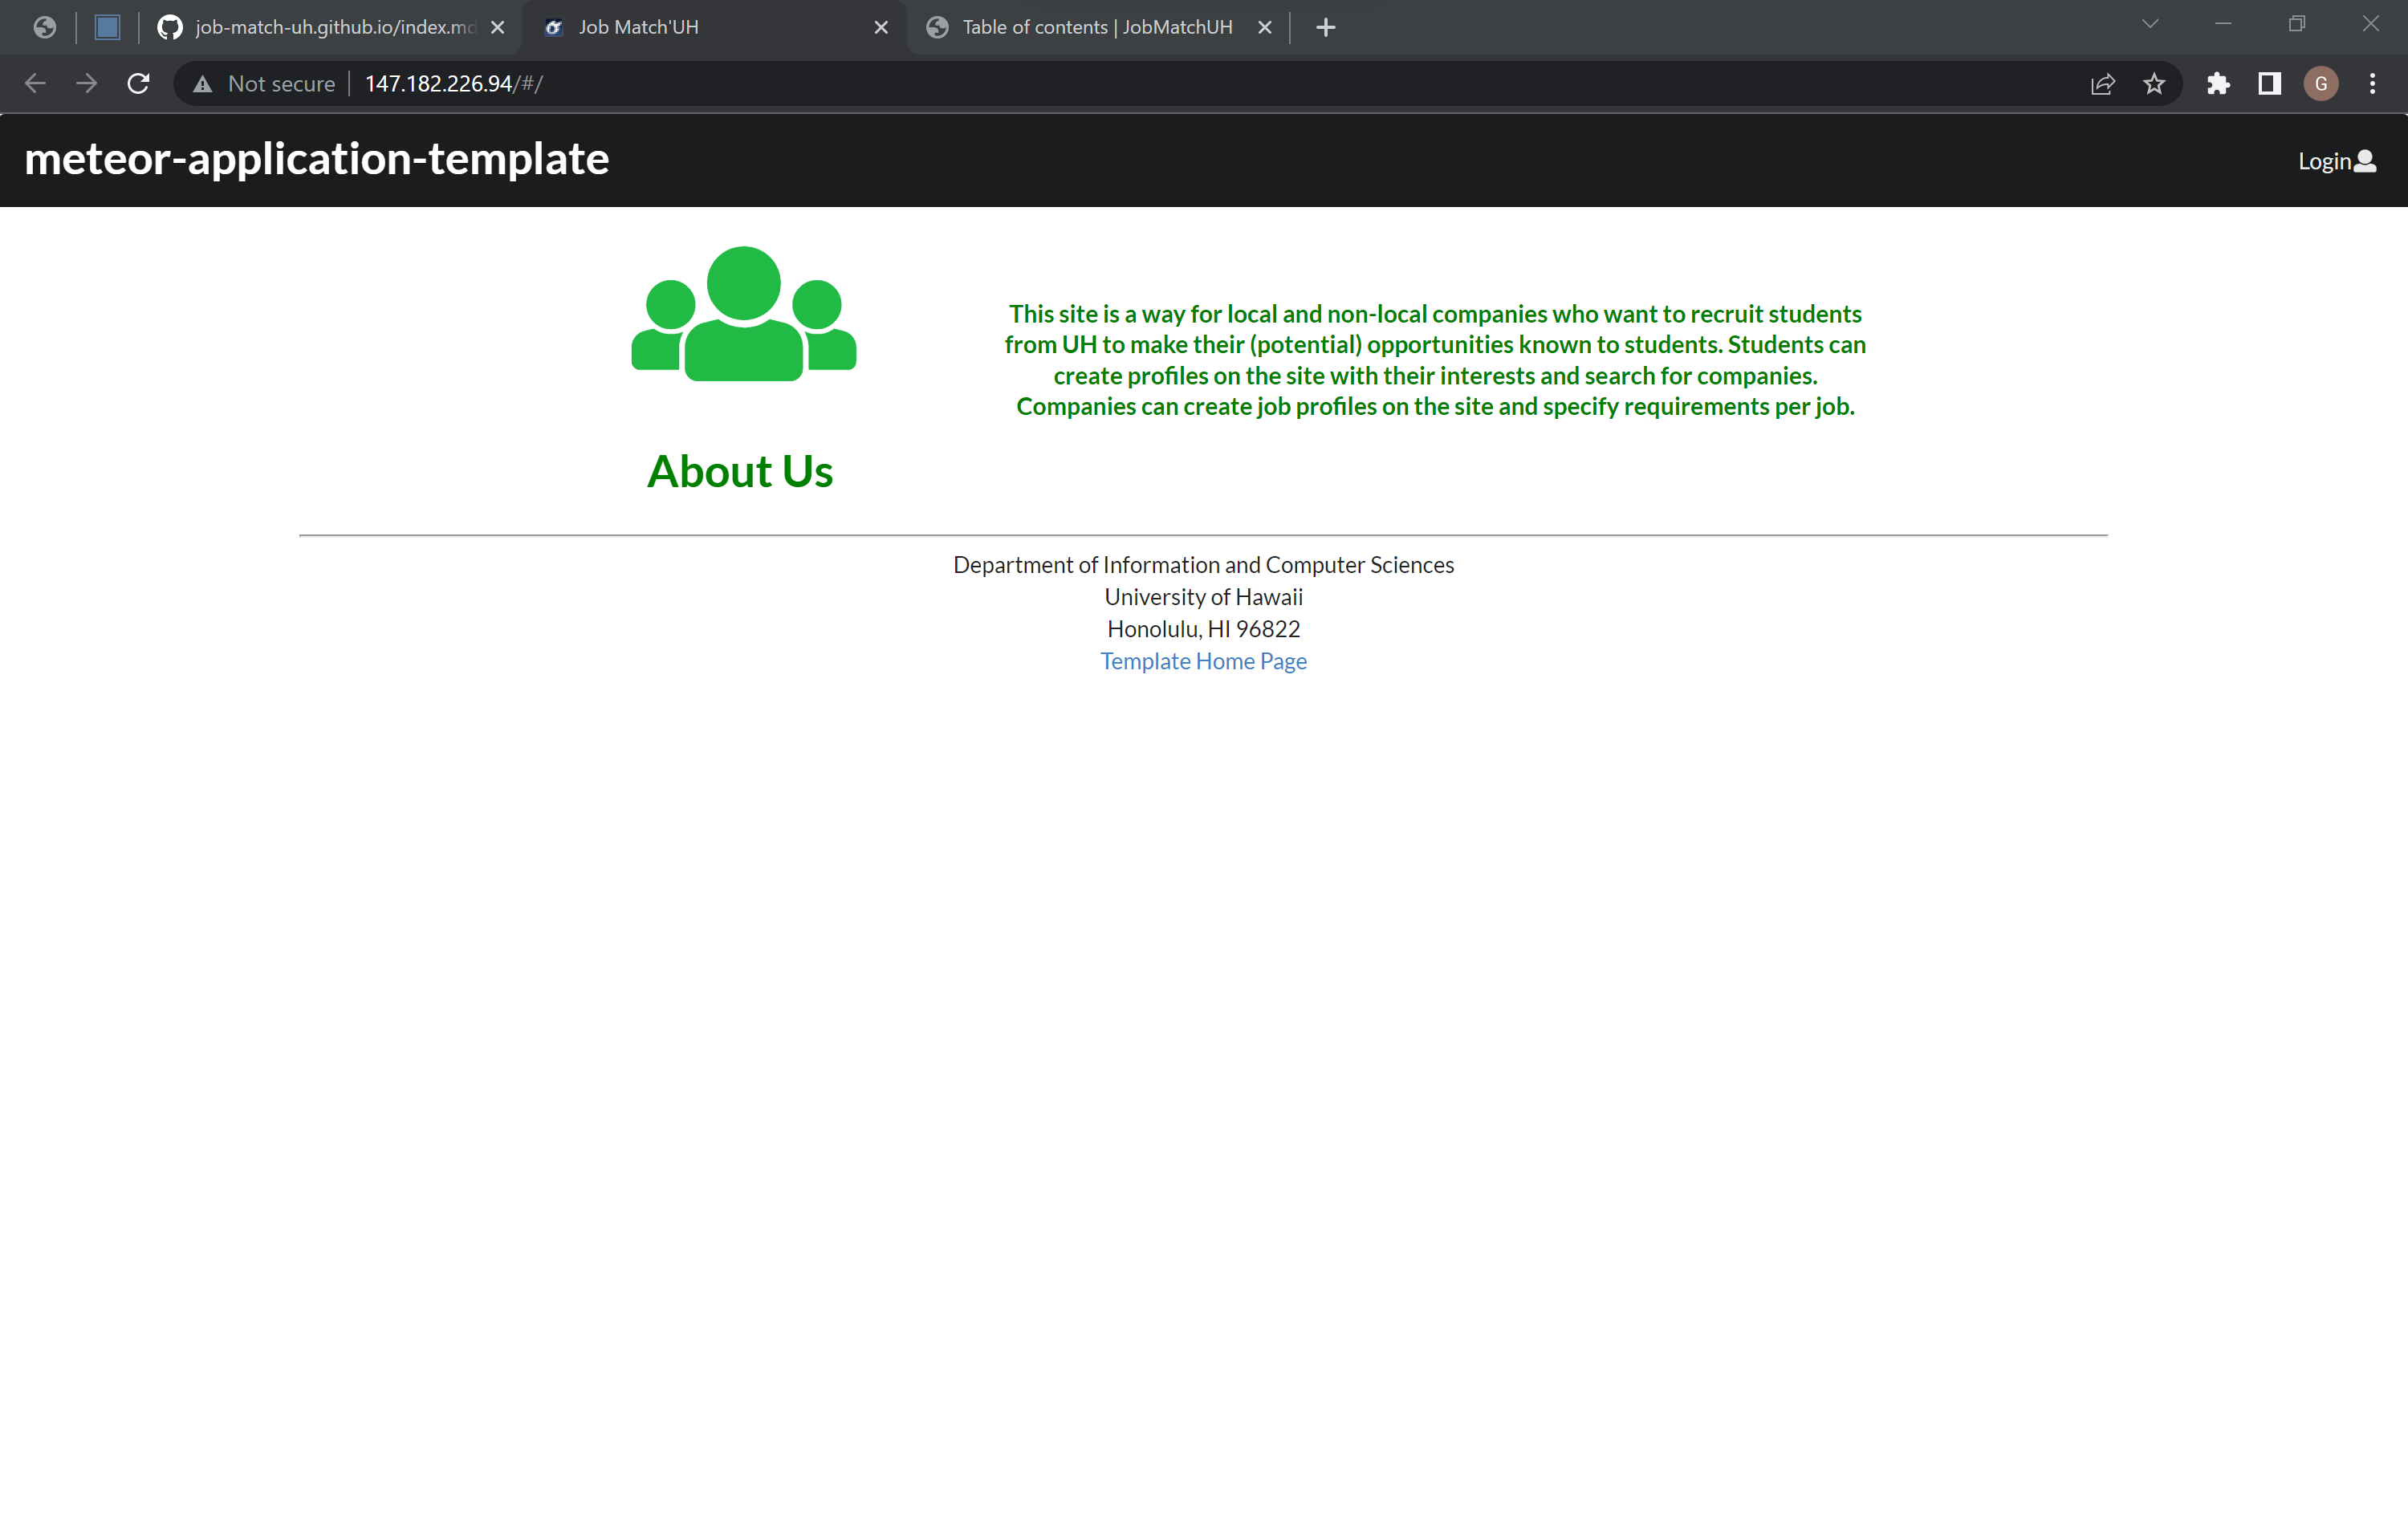 job-match-uh.github.io/index.md
Job Match'UH
Table of contents | JobMatchUH
Not secure
147.182.226.94/#/
G
meteor-application-template
Login
This site is a way for local and non-local companies who want to recruit students
from UH to make their (potential) opportunities known to students. Students can
create profiles on the site with their interests and search for companies.
Companies can create job profiles on the site and specify requirements per job.
About Us
Department of Information and Computer Sciences
University of Hawaii
Honolulu, HI 96822
Template Home Page